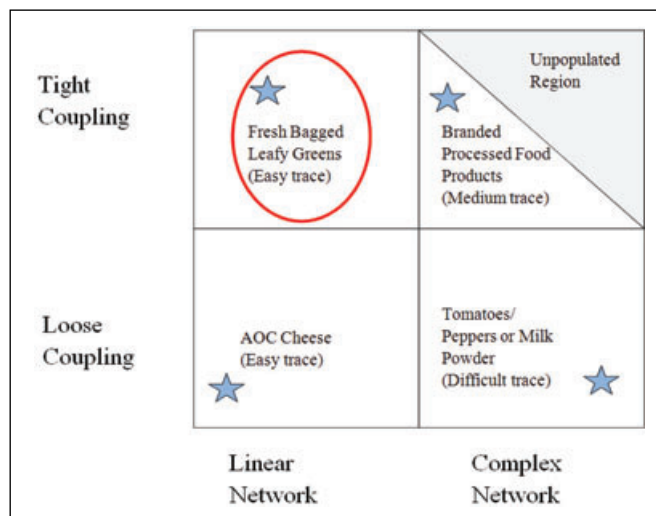 Tight
Coupling
Fresh Bagged
Leafy Greens
(Easy trace)
Unpopulated
Region
Branded
Processed Food
Products
(Medium trace)
Loose
Coupling
AOC Cheese
(Easy trace)
Tomatoes/
Peppers or Milk
Powder
(Difficult trace)
Linear
Network
Complex
Network